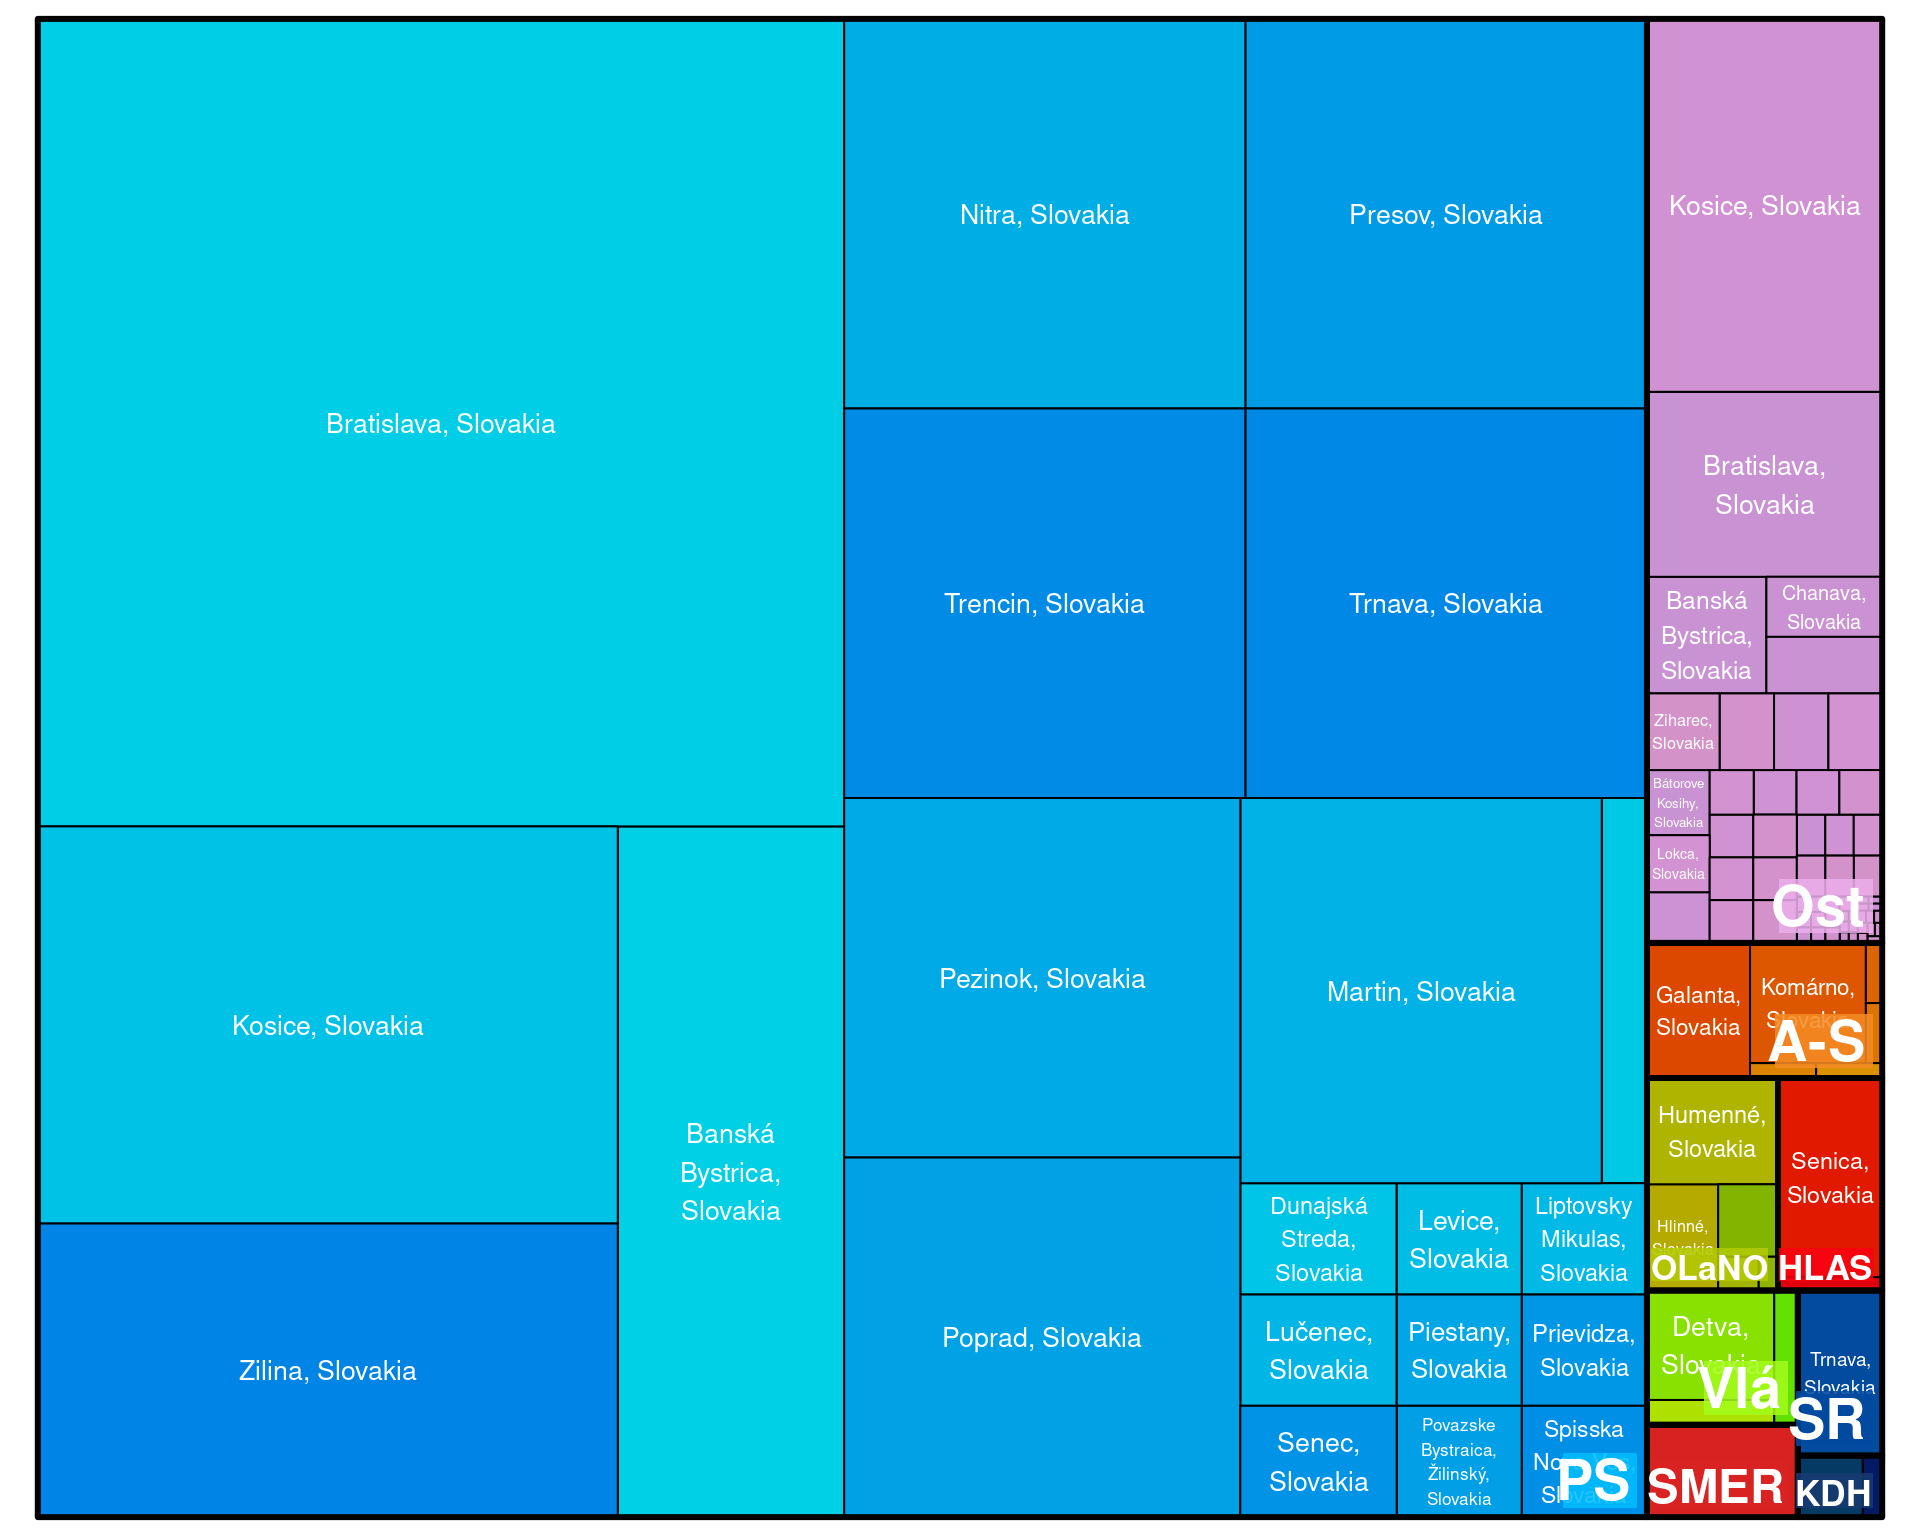 Bratislava, Slovakia
Kosice, Slovakia
Zilina, Slovakia
Banská
Bystrica,
Slovakia
Nitra, Slovakia
Presov, Slovakia
Trencin, Slovakia
Trnava, Slovakia
Pezinok, Slovakia
Poprad, Slovakia
Martin, Slovakia
Dunajská
Streda,
Slovakia
Levice,
Slovakia
Liptovsky
Mikulas,
Slovakia
Lučenec,
Slovakia
Piestany,
Slovakia
Prievidza,
Slovakia
Senec,
Slovakia
Povazske
Bystraica,
Žilinský,
Slovakia
Spisska
PS
Kosice, Slovakia
Bratislava,
Slovakia
Banská
Bystrica,
Slovakia
Chanava,
Slovakia
Ziharec,
Slovakia
Bátorove
Kosihy,
Slovakia
Lokca,
Slovakia
Ost
Galanta,
Slovakia
Komárno,
Slovakia
A-S
Humenné,
Slovakia
Hlinné,
Slovakia
OLaNO
Senica,
Slovakia
HLAS
Detva,
Slovakia
Vlá
Trnava,
Slovakia
SR
SMER
KDH